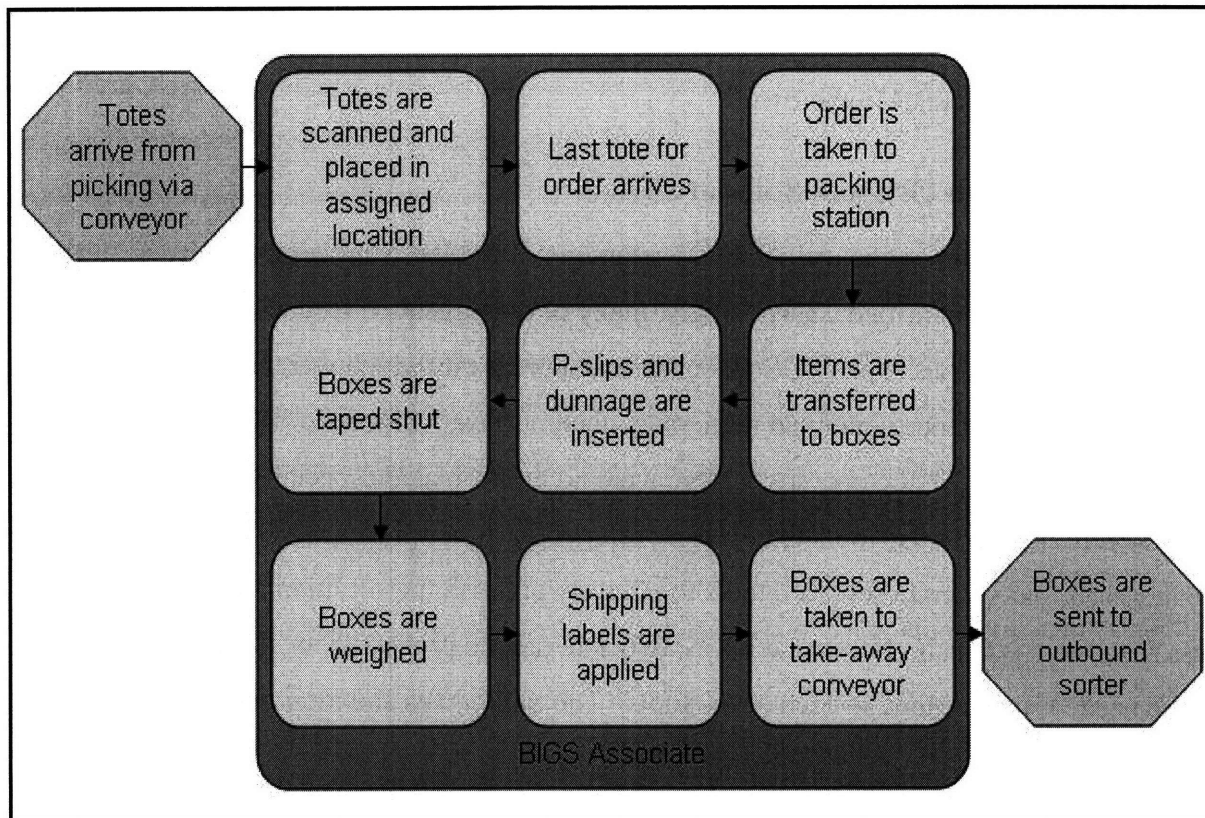 Totes
arrive from
picking via
conveyor
Totes are
scanned and
placed in
assigned
location
Last tote for
order arrives
Order is
taken to
packing
station
Items are
transferred
to boxes
P-slips and
dunnage are
inserted
Boxes are
taped shut
Boxes are
weighed
Shipping
labels are
applied
Boxes are
taken to
take-away
conveyor
Boxes are
sent to
outbound
sorter
BIGS Associate